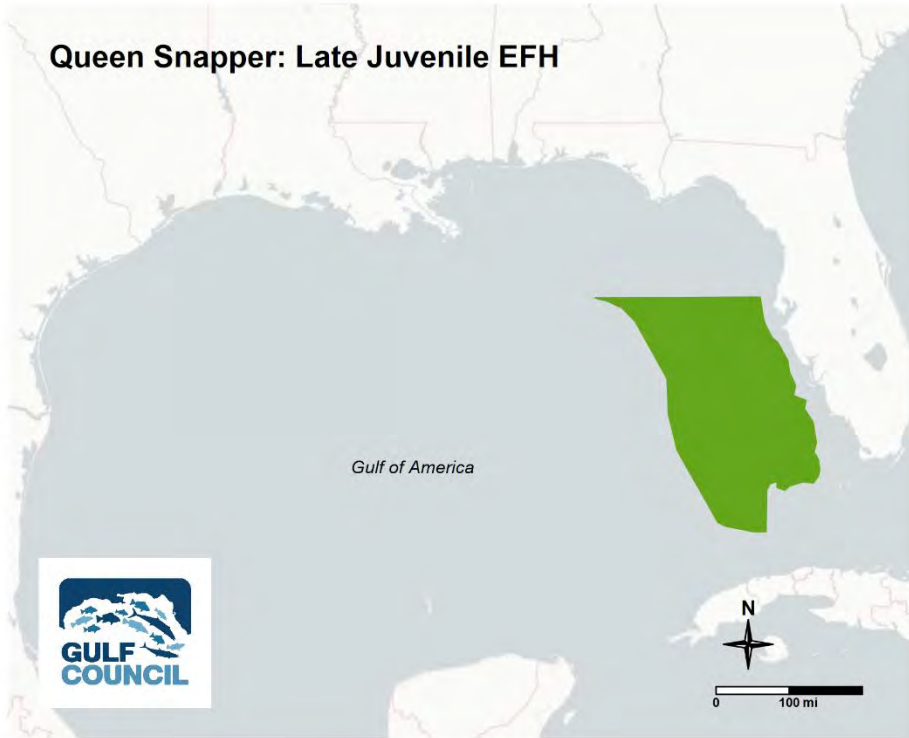 Queen Snapper: Late Juvenile EFH
Gulf of America
GULF
COUNCIL
N
0 100 mi